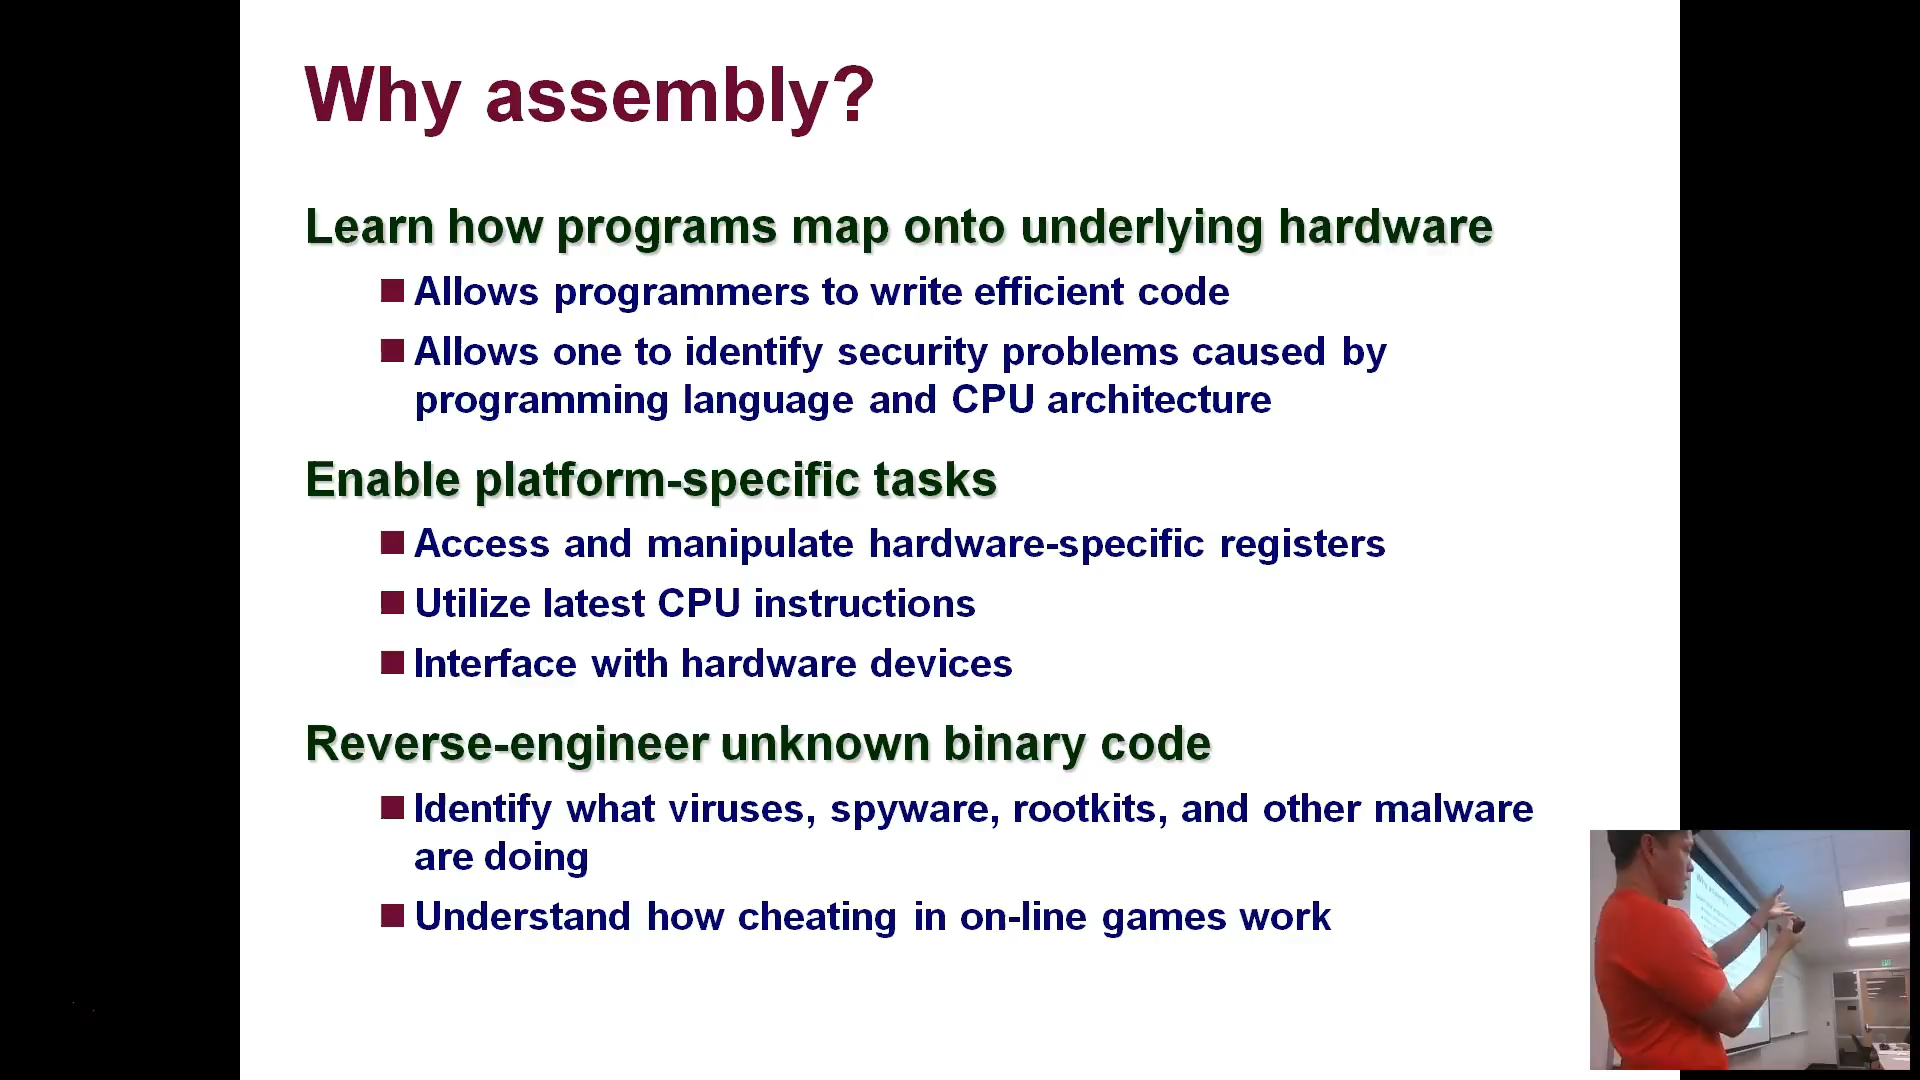 Why assembly?
Learn how programs map onto underlying hardware
Allows programmers to write efficient code
Allows one to identify security problems caused by
programming language and CPU architecture
Enable platform-specific tasks
Access and manipulate hardware-specific registers
Utilize latest CPU instructions
Interface with hardware devices
Reverse-engineer unknown binary code
Identify what viruses, spyware, rootkits, and other malware
are doing
Understand how cheating in on-line games work